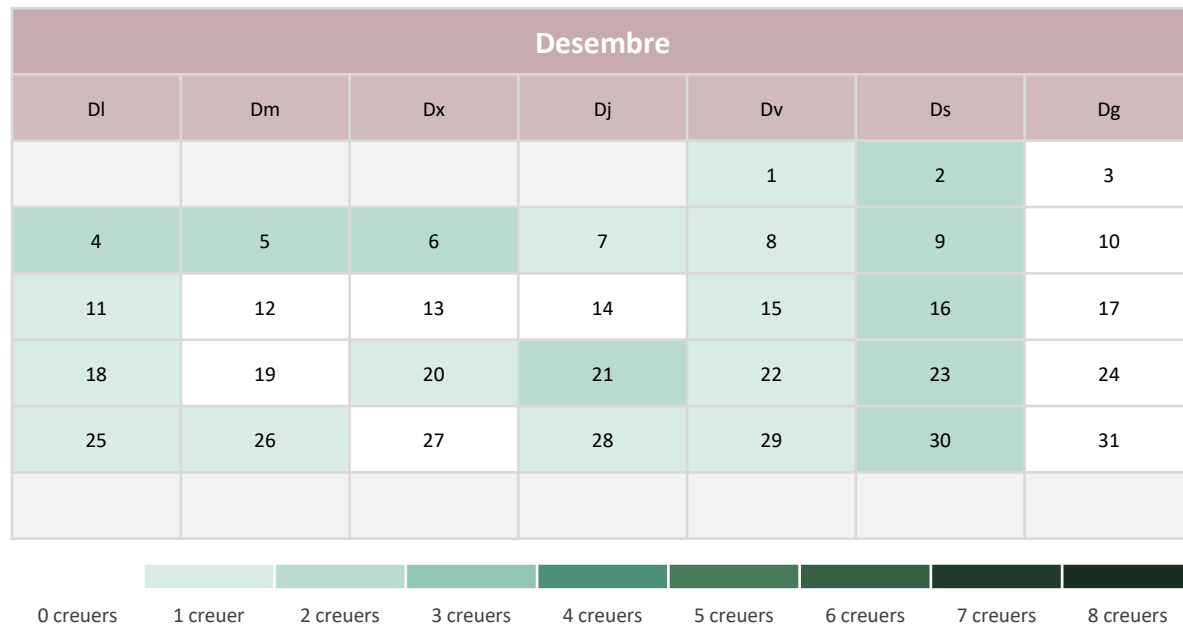 Desembre
Dl Dm Dx Dj Dv Ds Dg
1 2 3
4 5 6 7 8 9 10
11 12 13 14 15 16 17
18 19 20 21 22 23 24
25 26 27 28 29 30 31
0 creuers 1 creuer 2 creuers 3 creuers 4 creuers 5 creuers 6 creuers 7 creuers 8 creuers